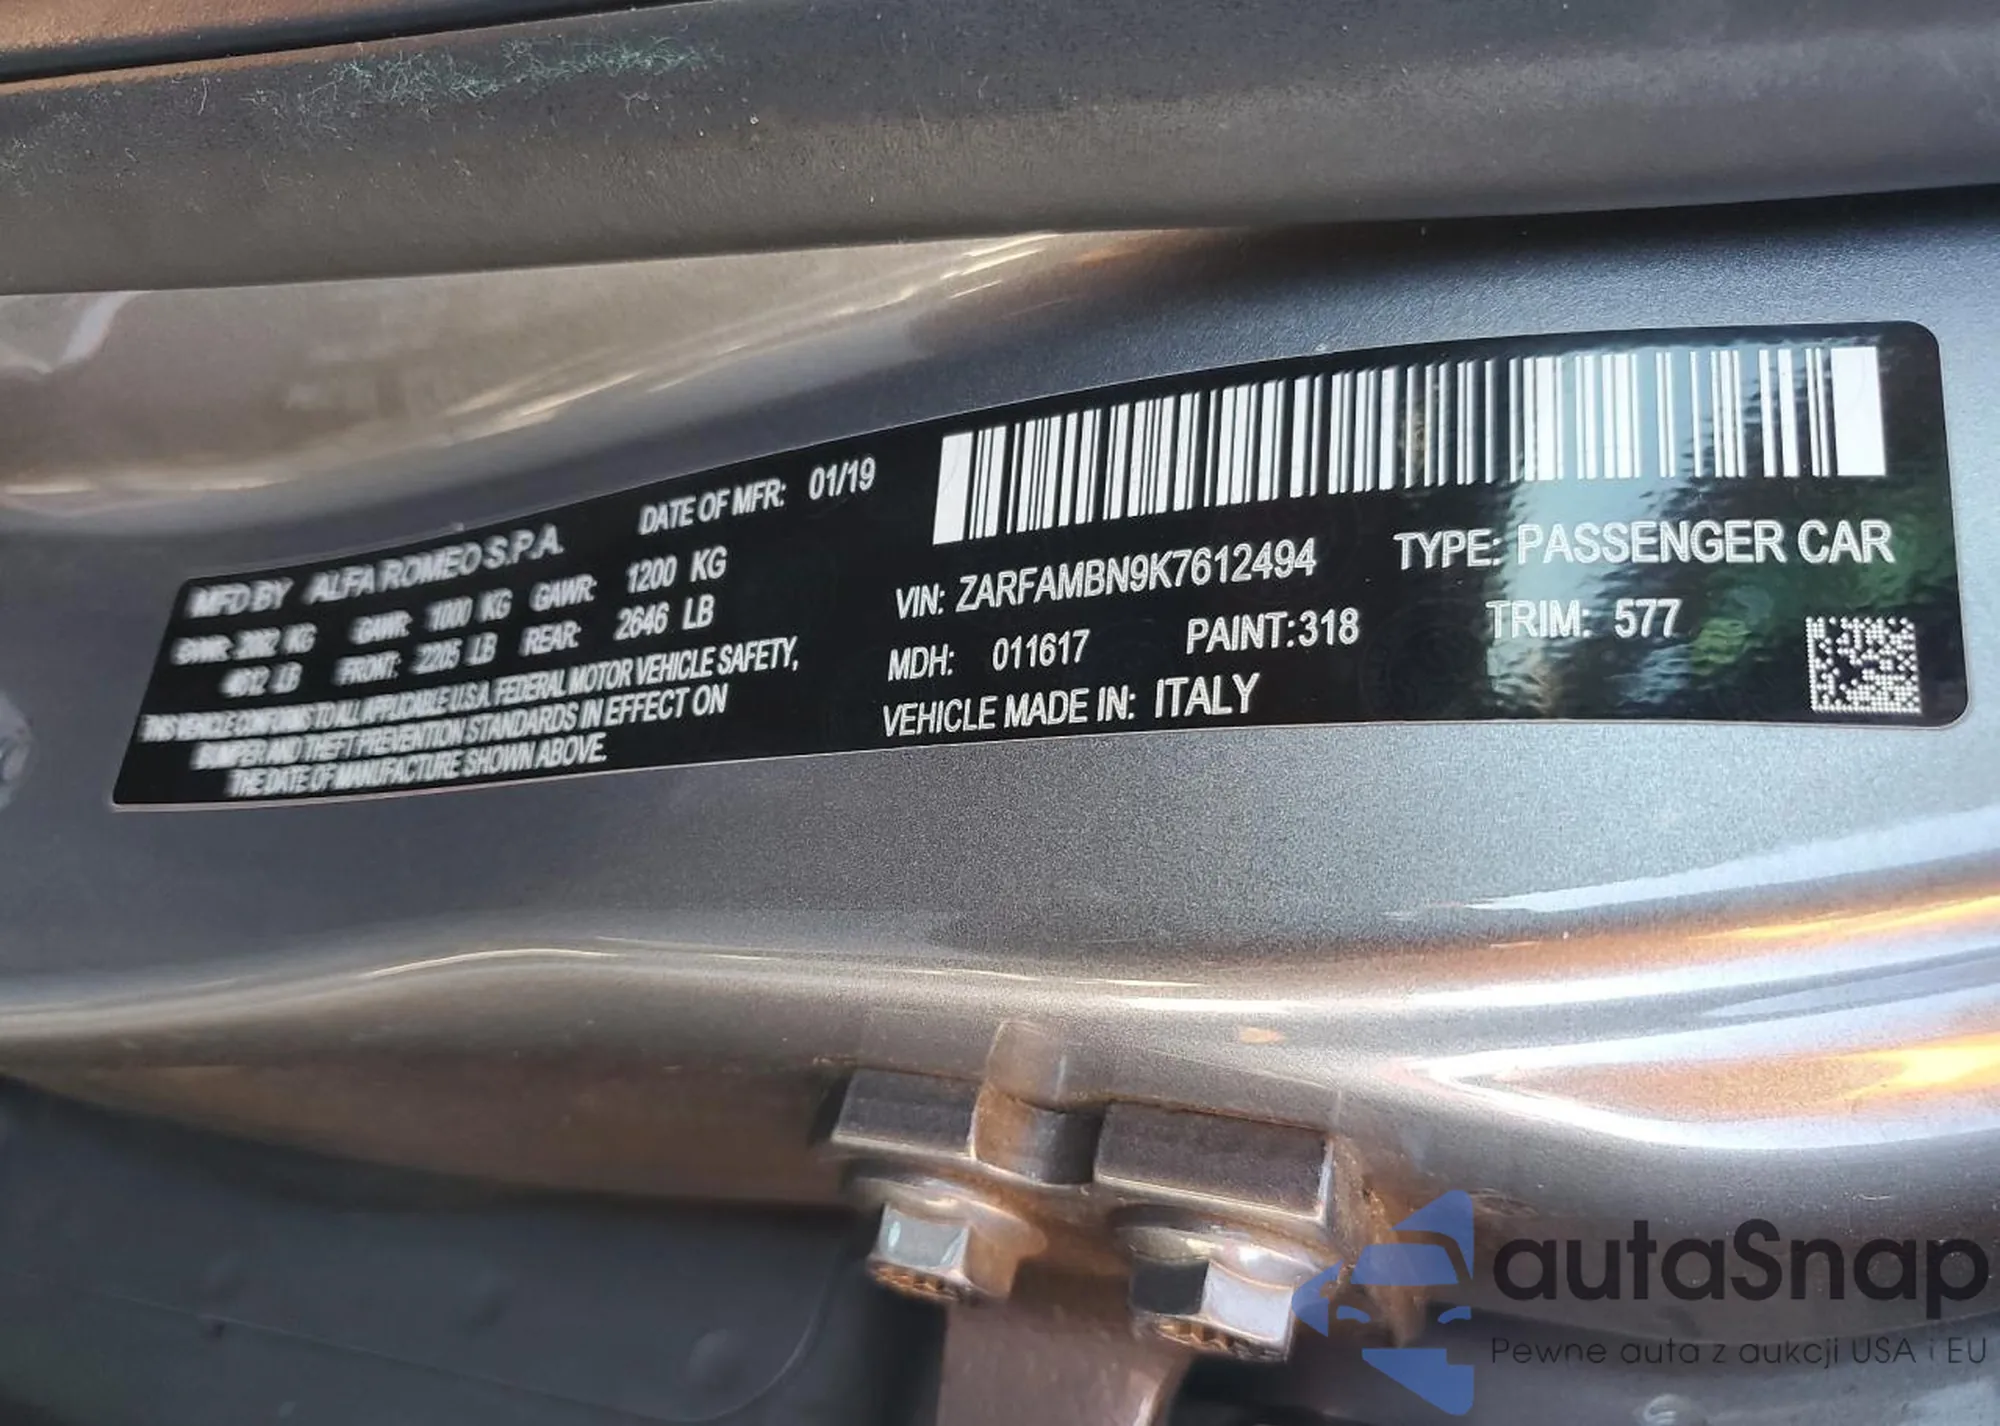 MFD BY ALFA ROMEO S.P.A. DATE OF MFR: 01/19
GVWR: 2082 KG GAWR: 1000 KG GAWR: 1200 KG
LB FRONT: 2205 LB REAR: 2646 LB
THIS VEHICLE CONFORMS TO ALL APPLICABLE U.S.A. FEDERAL MOTOR VEHICLE SAFETY,
BUMPER AND THEFT PREVENTION STANDARDS IN EFFECT ON
THE DATE OF MANUFACTURE SHOWN ABOVE.
VIN: ZARFAMBN9K7612494 TYPE: PASSENGER CAR
MDH: 011617 PAINT:318 TRIM: 577
VEHICLE MADE IN: ITALY
autaSnap
Pewne auta z aukcji USA i EU